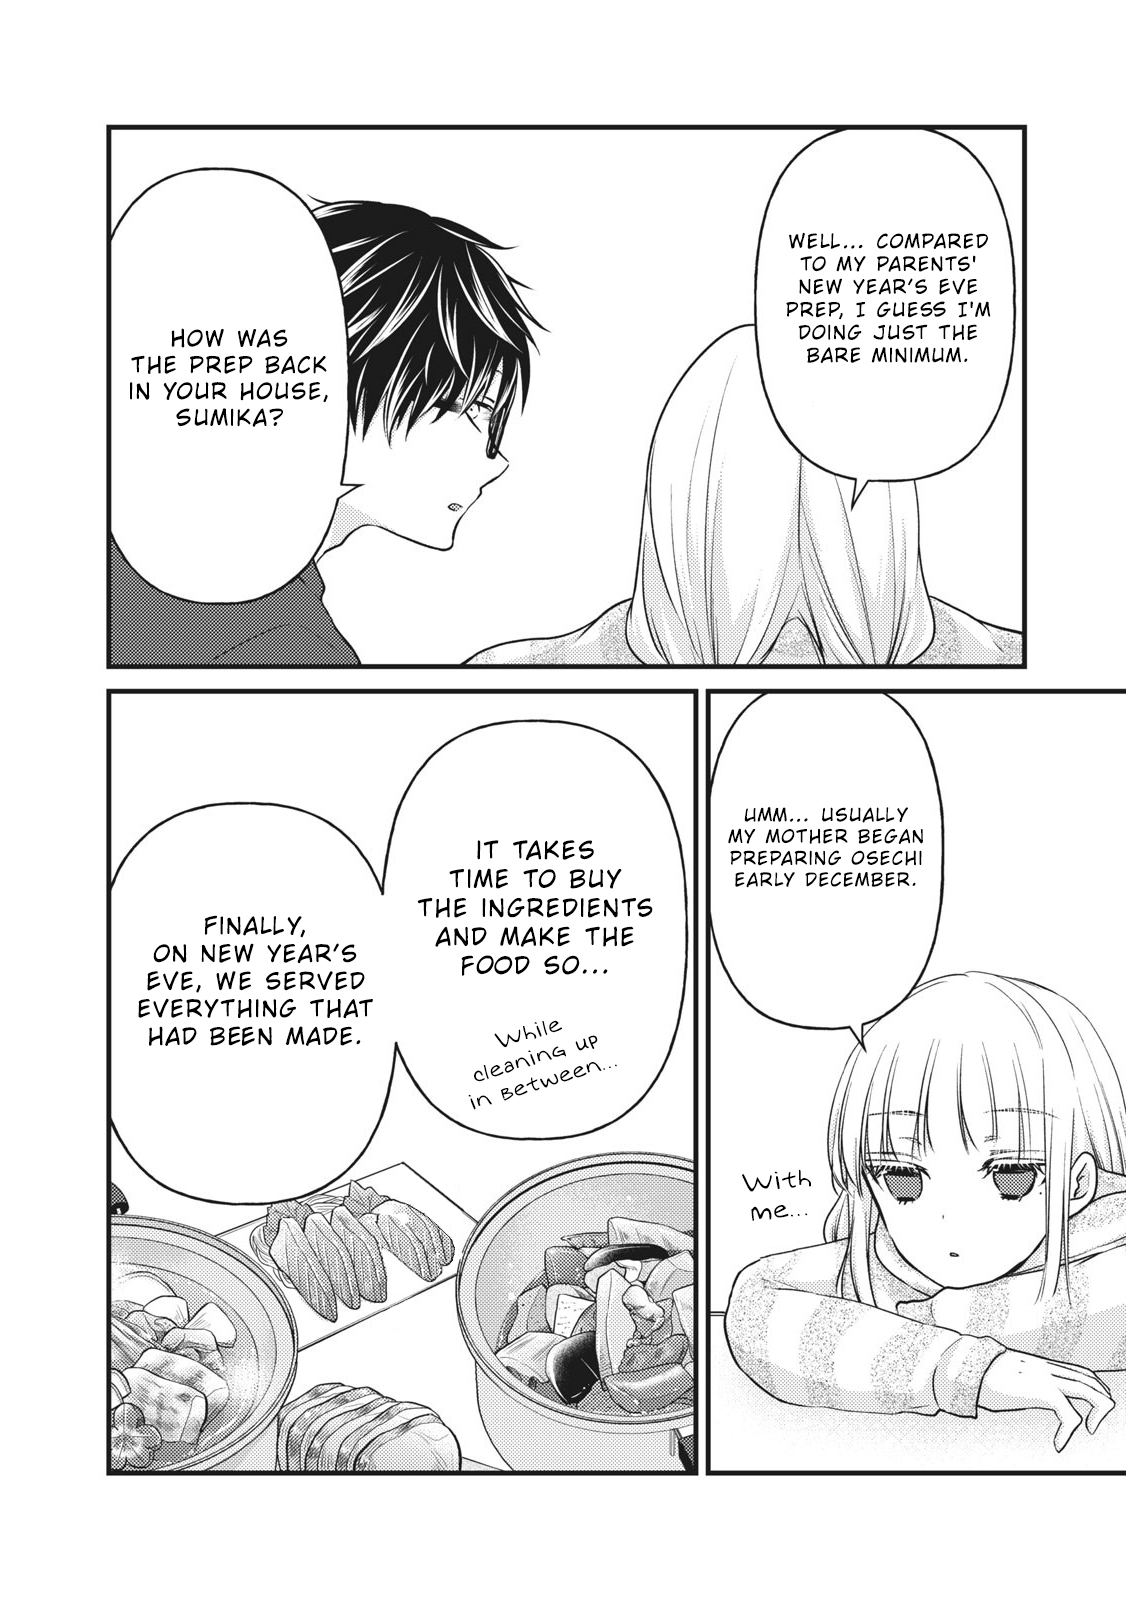 WELL... COMPARED
TO MY PARENTS'
NEW YEAR'S EVE
PREP, I GUESS I'M
DOING JUST THE
BARE MINIMUM.
HOW WAS
THE PREP BACK
IN YOUR HOUSE,
SUMIKA?
UMM... USUALLY
MY MOTHER BEGAN
PREPARING OSECHI
EARLY DECEMBER.
With
me...
IT TAKES
TIME TO BUY
THE INGREDIENTS
AND MAKE THE
FOOD SO...
While
cleaning up
in Between...
FINALLY,
ON NEW YEAR'S
EVE, WE SERVED
EVERYTHING THAT
HAD BEEN MADE.